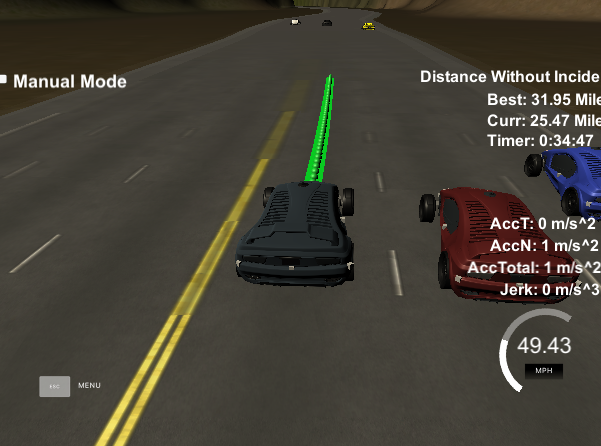 Manual Mode
Distance Without Incide
Best: 31.95 Mile
Curr: 25.47 Mile
Timer: 0:34:47
AccT: 0 m/s^2
AccN: 1 m/s^2
AccTotal: 1 m/s^2
Jerk: 0 m/s^3
49.43
MPH
ESC
MENU